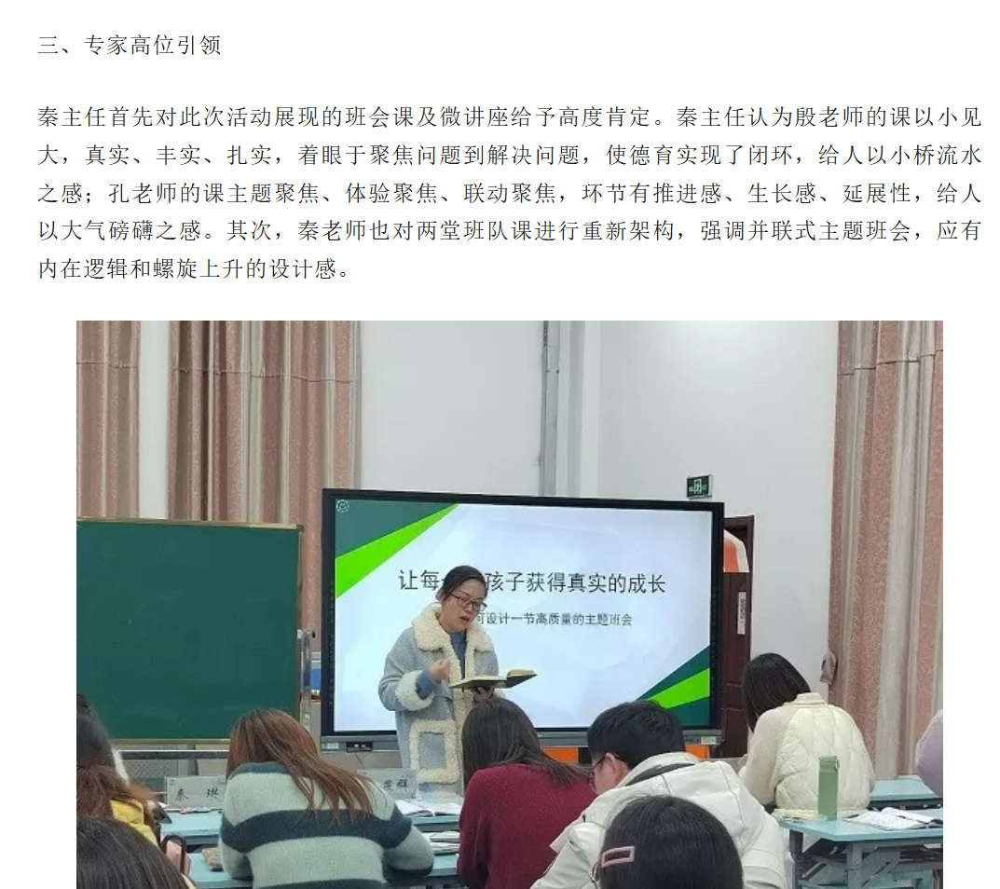 三、专家高位引领
秦主任首先对此次活动展现的班会课及微讲座给予高度肯定。秦主任认为殷老师的课以小见
大，真实、丰实、扎实，着眼于聚焦问题到解决问题，使德育实现了闭环，给人以小桥流水
之感；孔老师的课主题聚焦、体验聚焦、联动聚焦，环节有推进感、生长感、延展性，给人
以大气磅礴之感。其次，秦老师也对两堂班队课进行重新架构，强调并联式主题班会，应有
内在逻辑和螺旋上升的设计感。
让每 孩子获得真实的成长
可设计一节高质量的主题班会
秦 琪
群